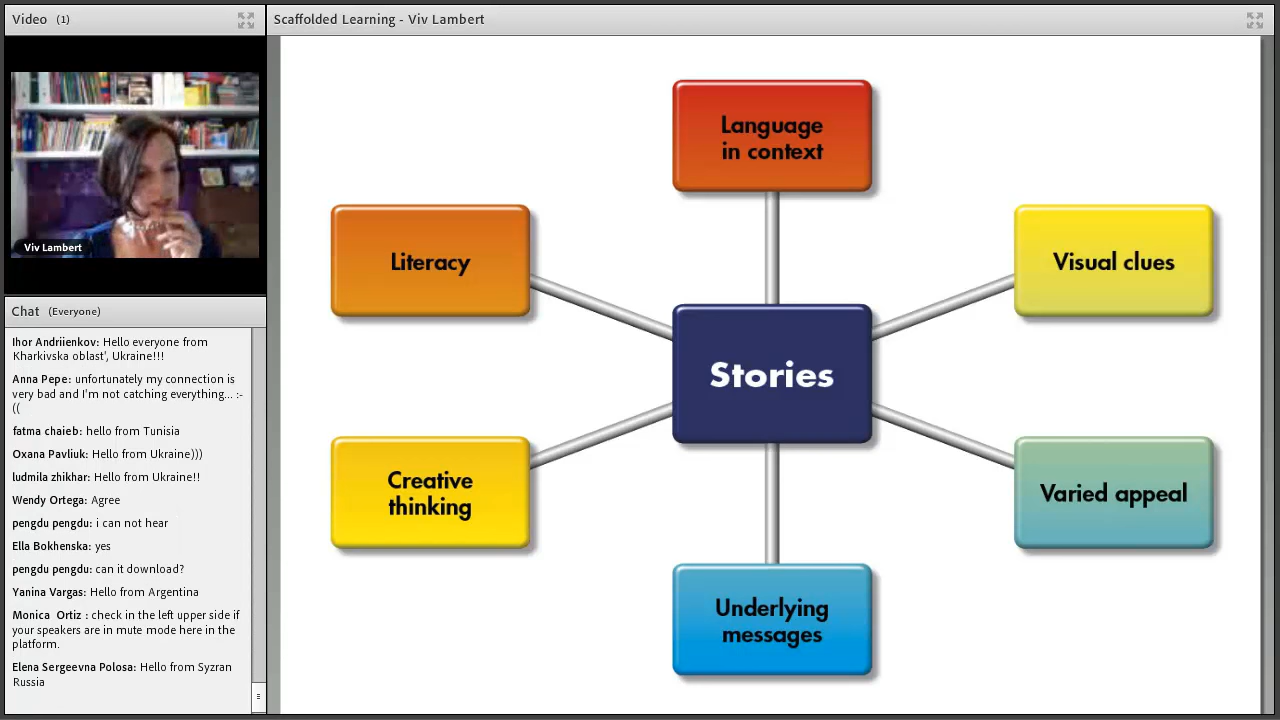 Video (1)
Viv Lambert
Chat (Everyone)
Ihor Andriienkov: Hello everyone from
Kharkivska oblast', Ukraine!!!
Anna Pepe: unfortunately my connection is
very bad and I'm not catching everything... :-
((
fatma chaieb: hello from Tunisia
Oxana Pavliuk: Hello from Ukraine)))
ludmila zhikhar: Hello from Ukraine!!
Wendy Ortega: Agree
pengdu pengdu: i can not hear
Ella Bokhenska: yes
pengdu pengdu: can it download?
Yanina Vargas: Hello from Argentina
Monica Ortiz : check in the left upper side if
your speakers are in mute mode here in the
platform.
Elena Sergeevna Polosa: Hello from Syzran
Russia
Scaffolded Learning - Viv Lambert
Language
in context
Literacy
Visual clues
Stories
Creative
thinking
Varied appeal
Underlying
messages